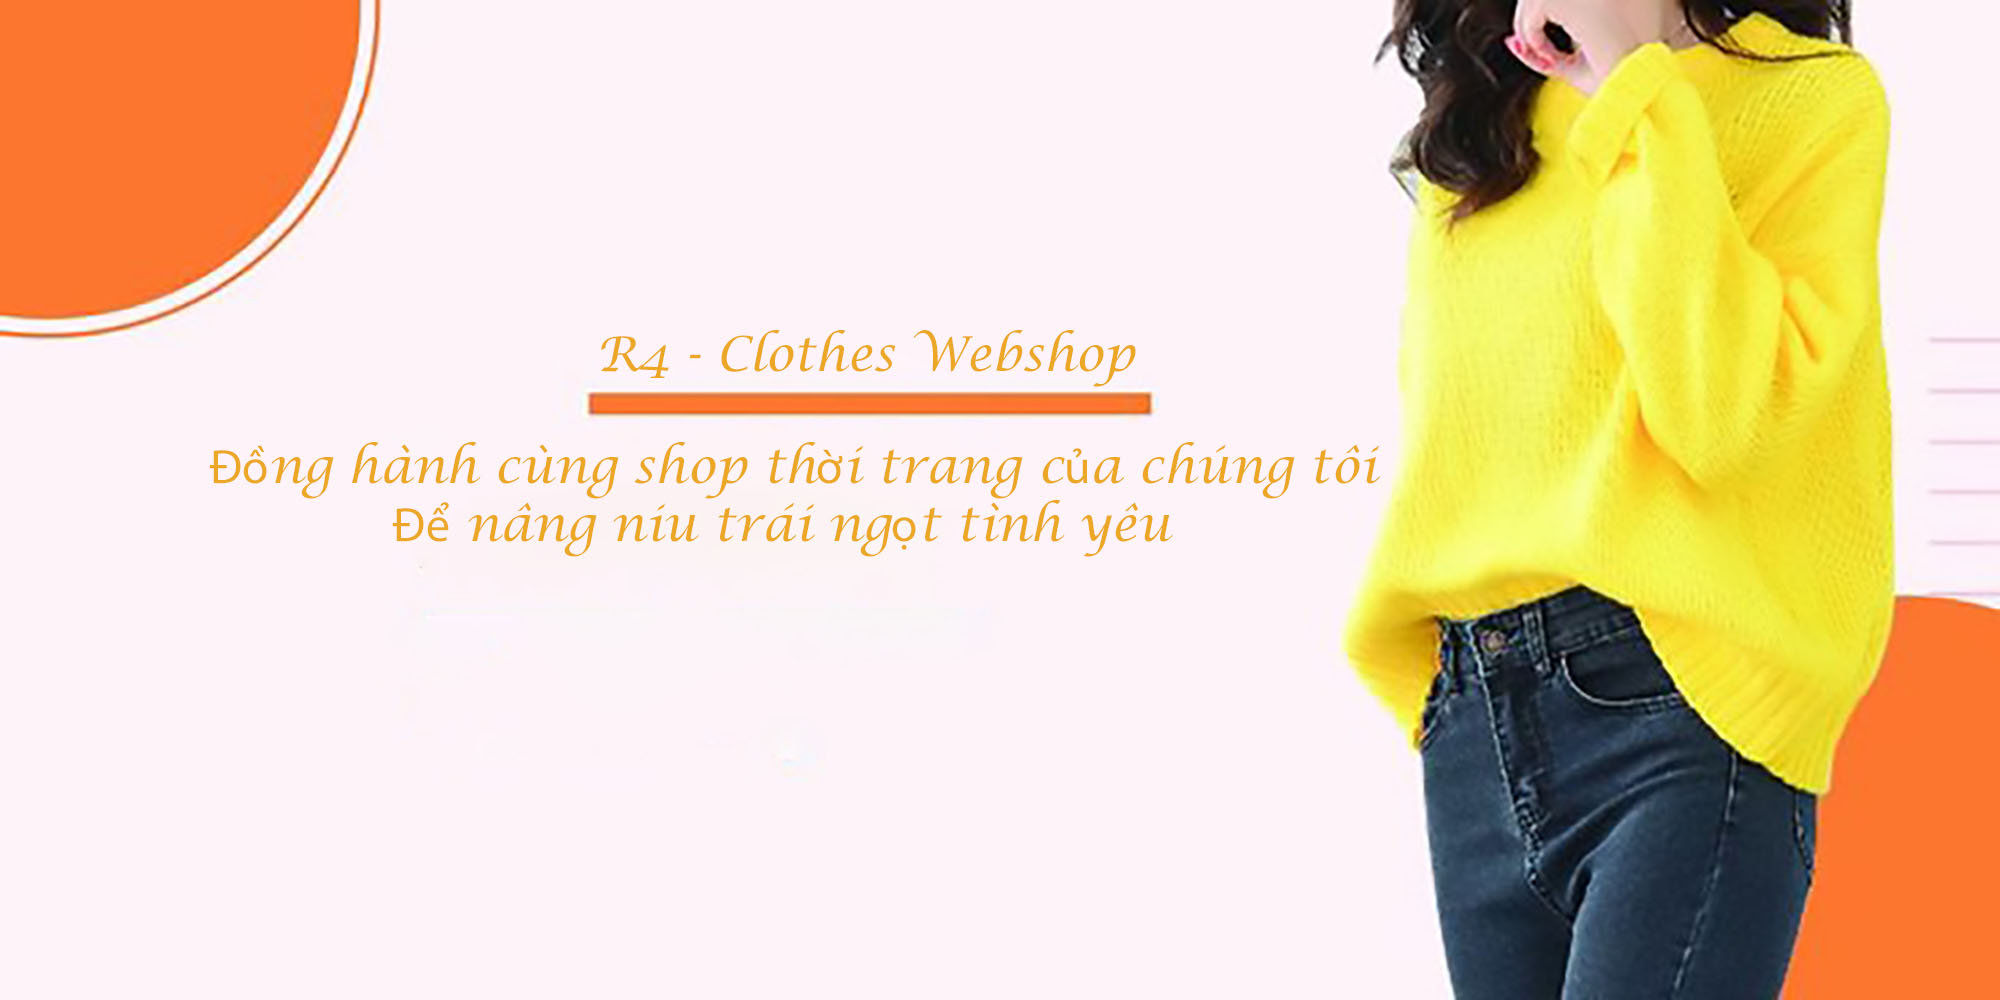 R4 - Clothes Webshop
Đồng hành cùng shop thời trang của chúng tôi
Để nâng niu trái ngọt tình yêu